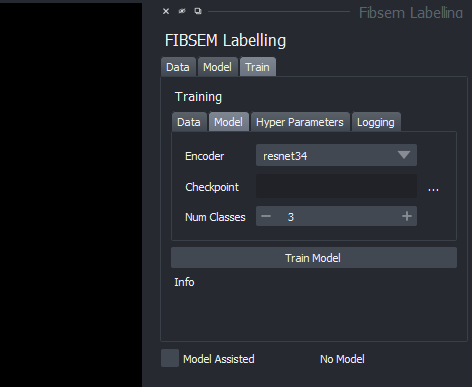 Fibsem Labelling
FIBSEM Labelling
Data Model Train
Training
Data Model Hyper Parameters Logging
Encoder resnet34
Checkpoint ...
Num Classes 3
Train Model
Info
Model Assisted No Model